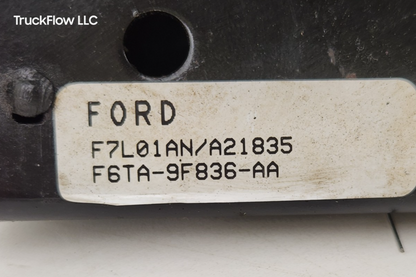 TruckFlow LLC
FORD
F7L01AN/A21835
F6TA-9F836-AA